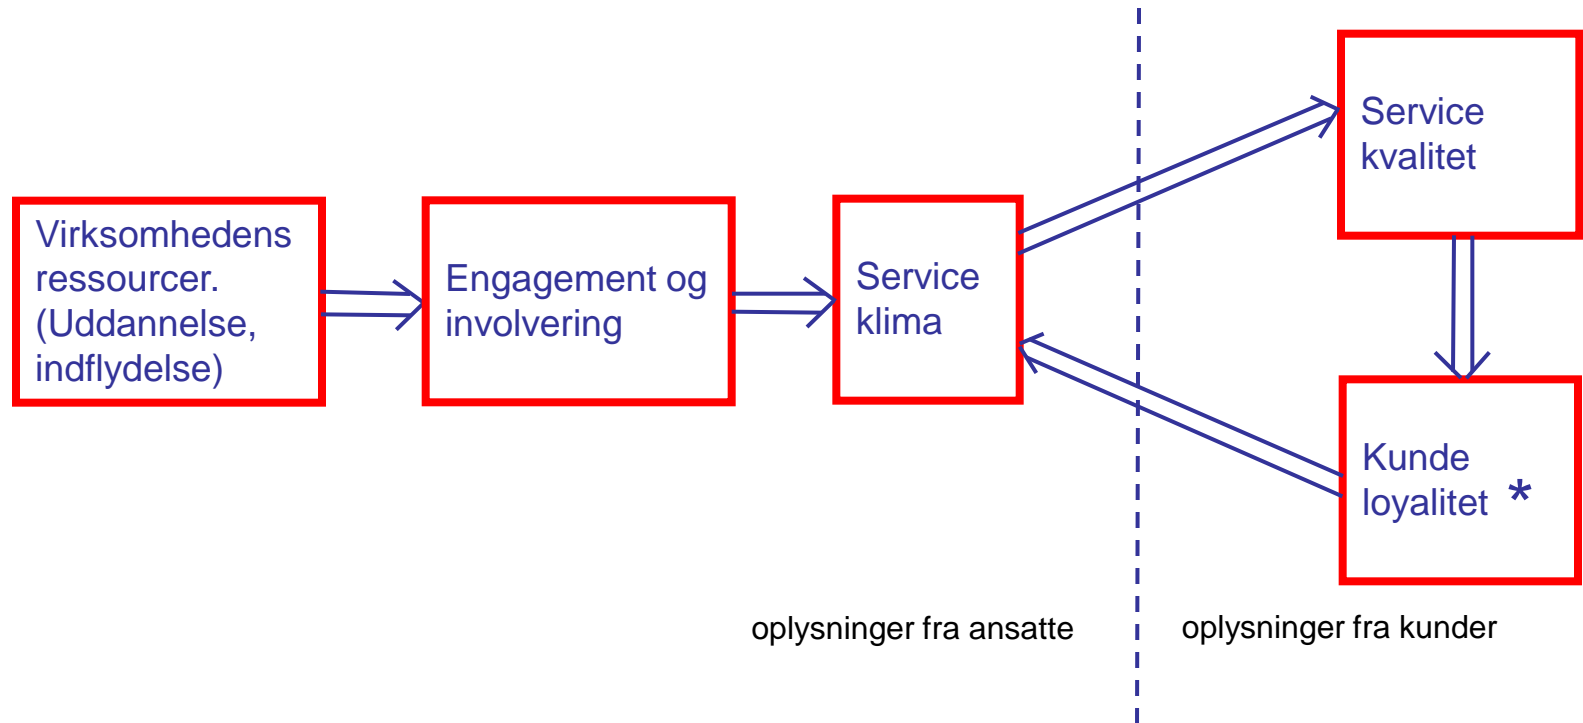 Virksomhedens
ressourcer.
(Uddannelse,
indflydelse)
Engagement og
involvering
Service
klima
Service
kvalitet
Kunde
loyalitet *
oplysninger fra ansatte
oplysninger fra kunder